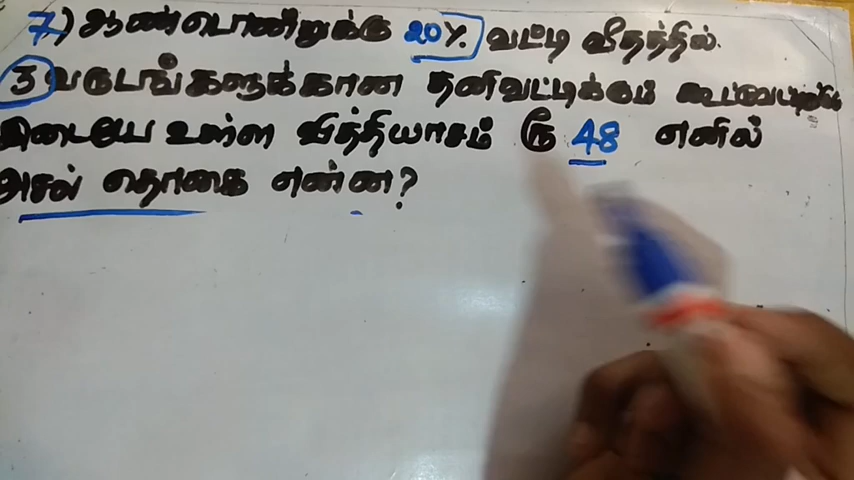 7) ஆண்டொன்றுக்கு 20% வட்டி வீதத்தில்.
3 வருடங்களுக்கான தனிவட்டிக்கும் கூட்டுவட்டிக்கும்
இடையே உள்ள வித்தியாசம் ரூ 48 எனில்
அசல் தொகை என்ன?